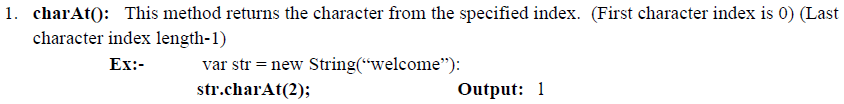 1. charAt(): This method returns the character from the specified index. (First character index is 0) (Last
character index length-1)
Ex:- var str = new String(“welcome”):
str.charAt(2); Output: l